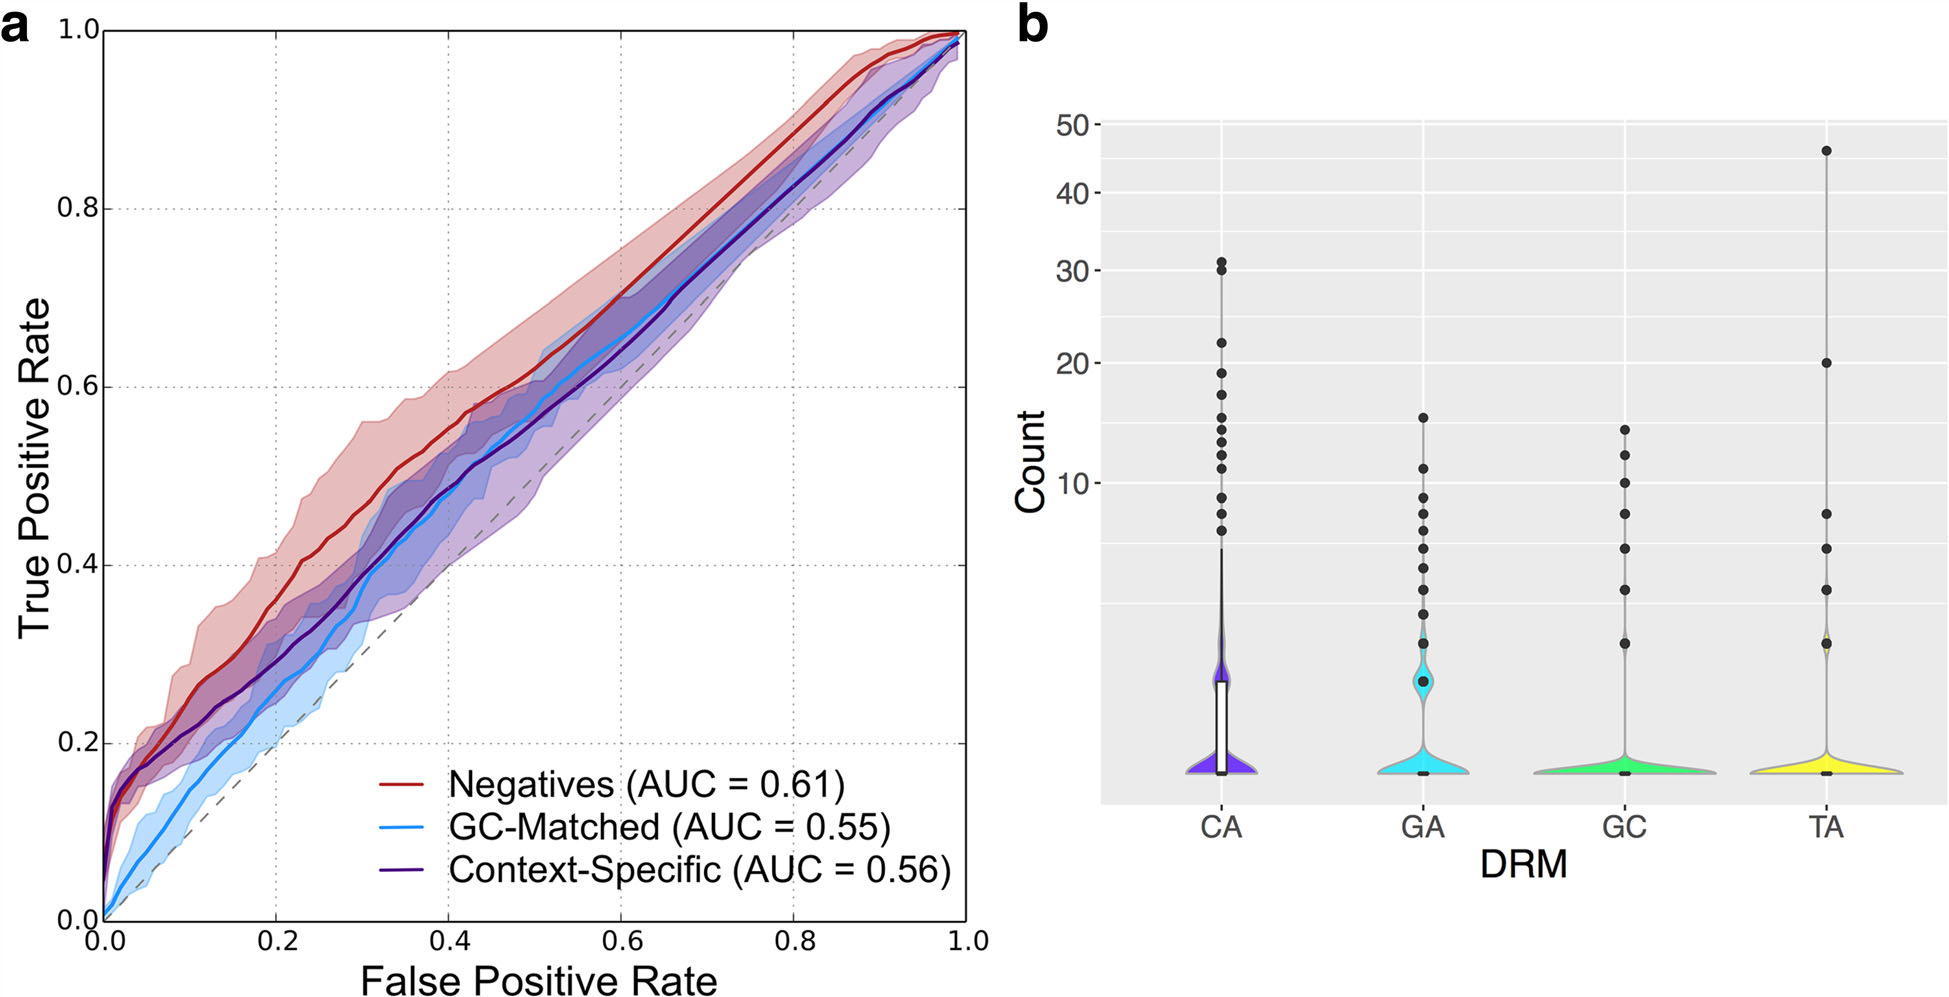 a
1.0
0.8
0.6
0.4
0.2
0.0
0.0 0.2 0.4 0.6 0.8 1.0
True Positive Rate
False Positive Rate
Negatives (AUC = 0.61)
GC-Matched (AUC = 0.55)
Context-Specific (AUC = 0.56)
b
50
40
30
20
10
Count
CA GA GC TA
DRM